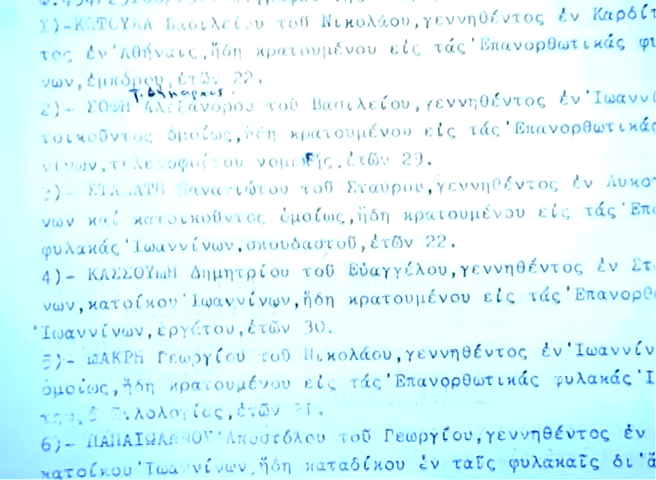 1)- ΚΩΤΟΥΛΑ Βασιλείου τοῦ Νικολάου,γεννηθέντος ἐν Καρδίτ
τος ἐν Ἀθήναις,ἤδη κρατουμένου εἰς τάς Ἐπανορθωτικάς φυ
νων,ἐμπόρου,ἐτῶν 22.
τ. δήμαρχος.
2)- ΣΟΦΗ Ἀλεξάνδρου τοῦ Βασιλείου,γεννηθέντος ἐν Ἰωαννί
τοικοῦντος ὁμοίως,ἤδη κρατουμένου εἰς τάς Ἐπανορθωτικάς
νίνων,τελειοφοίτου νομικῆς,ἐτῶν 29.
3)- ΣΤΑΜΑΤΗ Παναγιώτου τοῦ Σταύρου,γεννηθέντος ἐν Λυκο
νων καί κατοικοῦντος ὁμοίως,ἤδη κρατουμένου εἰς τάς Ἐπα
φυλακάς Ἰωαννίνων,σπουδαστοῦ,ἐτῶν 22.
4)- ΚΑΣΣΟΥΜΗ Δημητρίου τοῦ Εὐαγγέλου,γεννηθέντος ἐν Στ
νων,κατοίκου Ἰωαννίνων,ἤδη κρατουμένου εἰς τάς Ἐπανορθ
Ἰωαννίνων,ἐργάτου,ἐτῶν 30.
5)- ΜΑΚΡΗ Γεωργίου τοῦ Νικολάου,γεννηθέντος ἐν Ἰωαννίν
ὁμοίως,ἤδη κρατουμένου εἰς τάς Ἐπανορθωτικάς φυλακάς Ἰ
Φιλολογίας,ἐτῶν 21.
6)- ΠΑΠΑΙΩΑΝΝΟΥ Ἀποστόλου τοῦ Γεωργίου,γεννηθέντος ἐν
κατοίκου Ἰωαννίνων,ἤδη καταδίκου ἐν ταῖς φυλακαῖς δι' ἄ